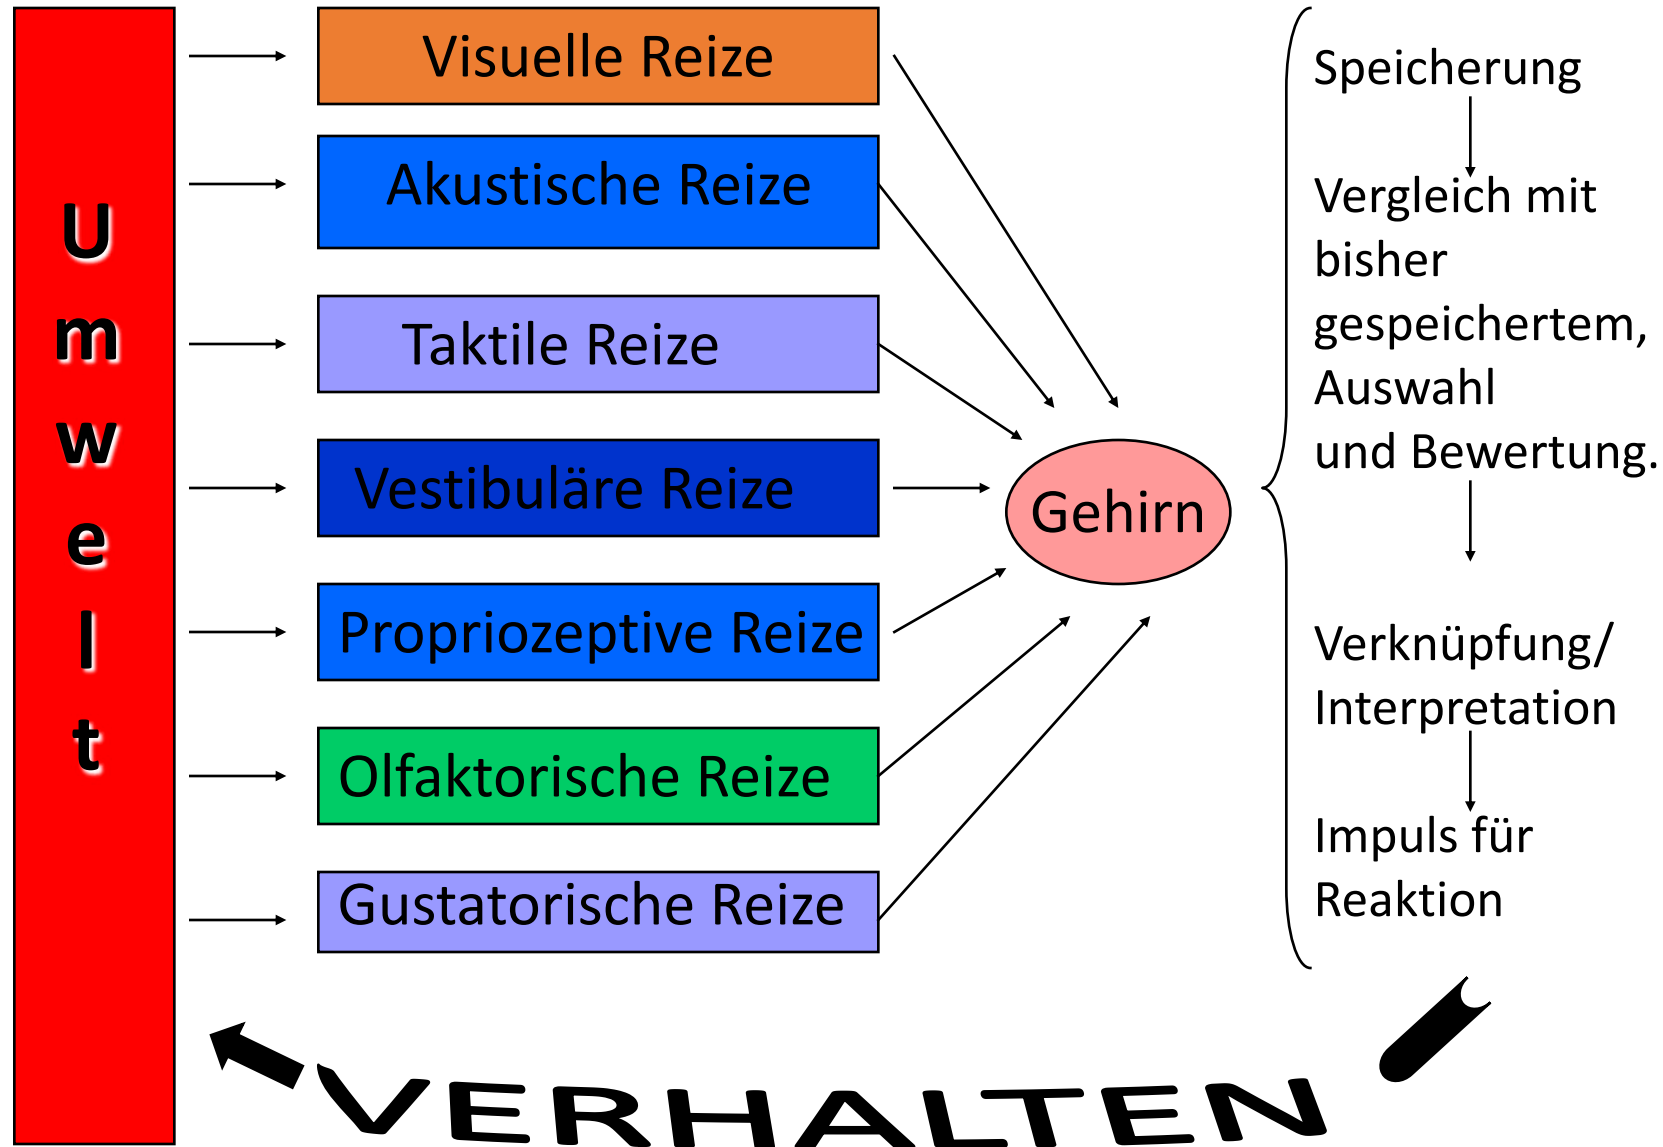 Umwelt
Visuelle Reize
Akustische Reize
Taktile Reize
Vestibuläre Reize
Propriozeptive Reize
Olfaktorische Reize
Gustatorische Reize
Gehirn
Speicherung
Vergleich mit
bisher
gespeichertem,
Auswahl
und Bewertung.
Verknüpfung/
Interpretation
Impuls für
Reaktion
VERHALTEN